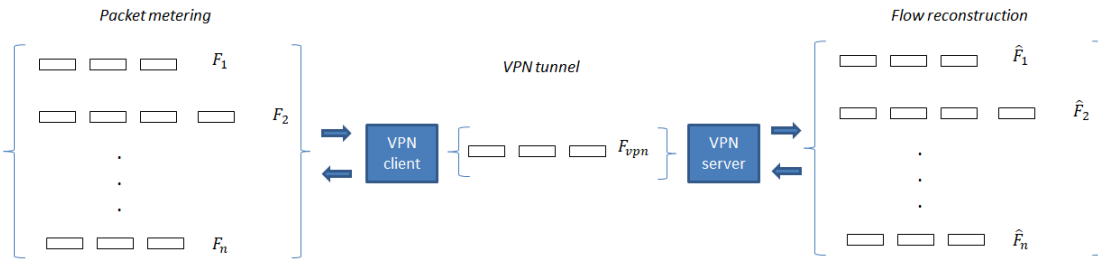 Packet metering
F₁
F₂
.
.
.
Fₙ
VPN client
VPN tunnel
Fᵥₚₙ
VPN server
Flow reconstruction
F̂₁
F̂₂
.
.
.
F̂ₙ